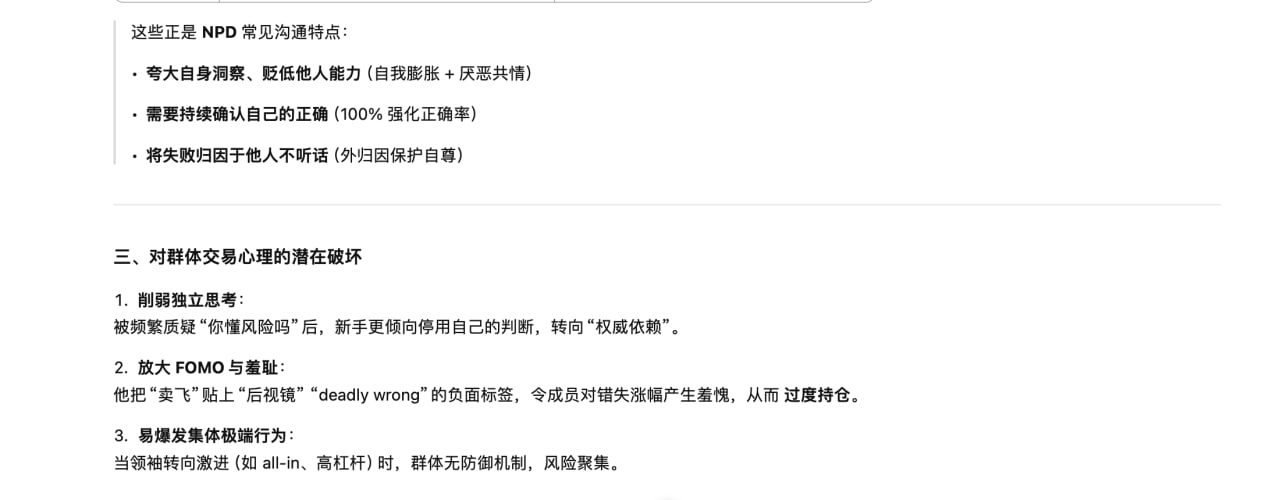 这些正是 NPD 常见沟通特点：
• 夸大自身洞察、贬低他人能力（自我膨胀 + 厌恶共情）
• 需要持续确认自己的正确（100% 强化正确率）
• 将失败归因于他人不听话（外归因保护自尊）
三、对群体交易心理的潜在破坏
1. 削弱独立思考：
被频繁质疑“你懂风险吗”后，新手更倾向停用自己的判断，转向“权威依赖”。
2. 放大 FOMO 与羞耻：
他把“卖飞”贴上“后视镜” “deadly wrong”的负面标签，令成员对错失涨幅产生羞愧，从而 过度持仓。
3. 易爆发集体极端行为：
当领袖转向激进（如 all-in、高杠杆）时，群体无防御机制，风险聚集。